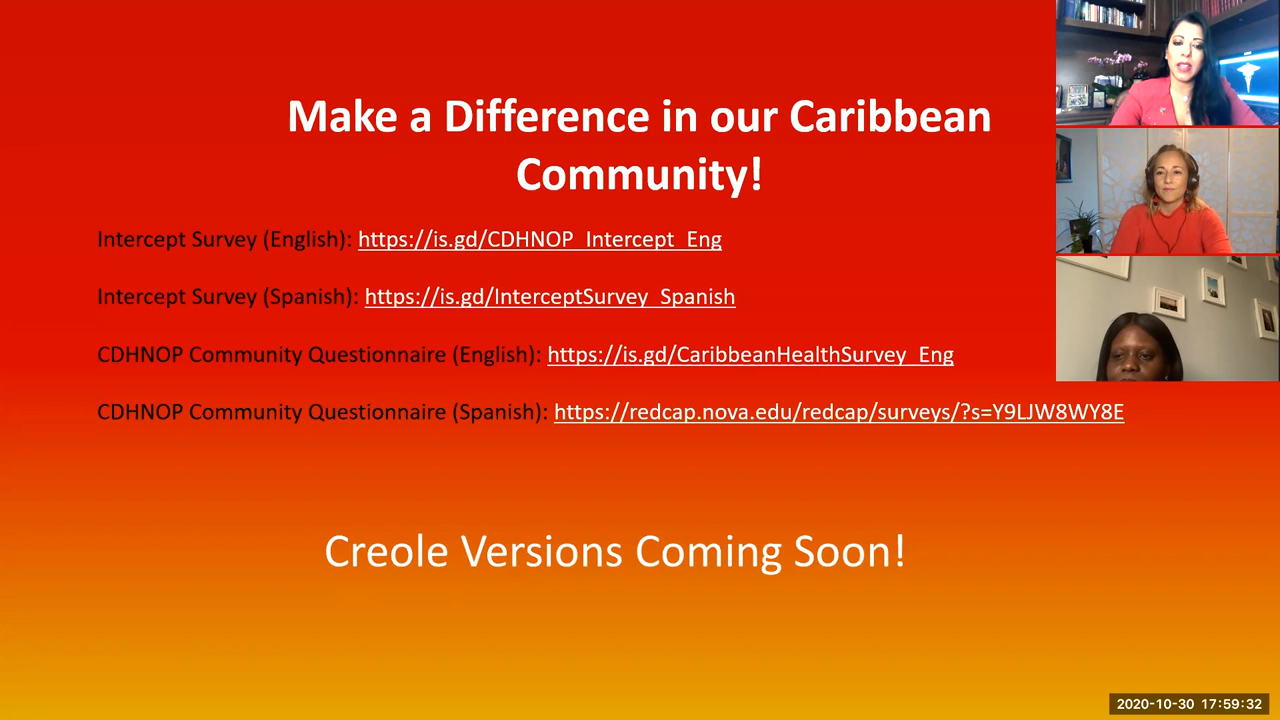 Make a Difference in our Caribbean
Community!
Intercept Survey (English): https://is.gd/CDHNOP_Intercept_Eng
Intercept Survey (Spanish): https://is.gd/InterceptSurvey_Spanish
CDHNOP Community Questionnaire (English): https://is.gd/CaribbeanHealthSurvey_Eng
CDHNOP Community Questionnaire (Spanish): https://redcap.nova.edu/redcap/surveys/?s=Y9LJW8WY8E
Creole Versions Coming Soon!
2020-10-30 17:59:32